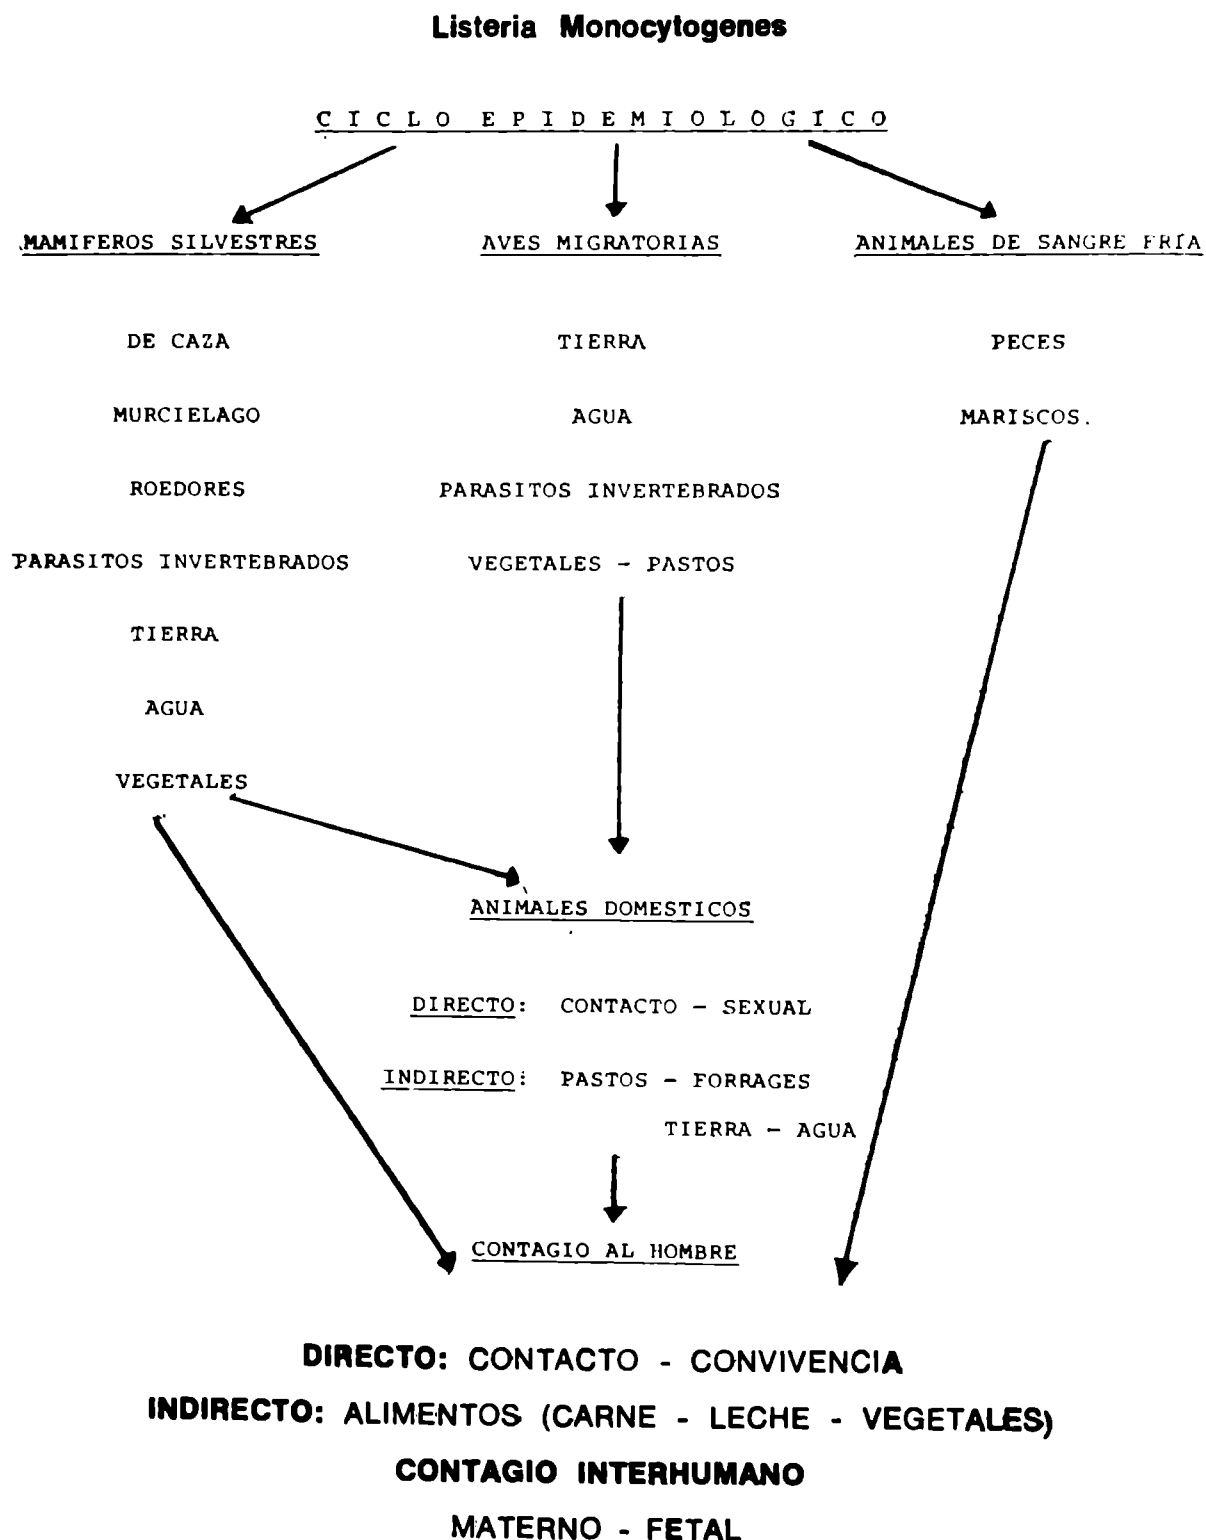 Listeria Monocytogenes
CICLO EPIDEMIOLOGICO
MAMIFEROS SILVESTRES
AVES MIGRATORIAS
ANIMALES DE SANGRE FRÍA
DE CAZA
TIERRA
PECES
MURCIELAGO
AGUA
MARISCOS.
ROEDORES
PARASITOS INVERTEBRADOS
PARASITOS INVERTEBRADOS
VEGETALES - PASTOS
TIERRA
AGUA
VEGETALES
ANIMALES DOMESTICOS
DIRECTO: CONTACTO - SEXUAL
INDIRECTO: PASTOS - FORRAGES
TIERRA - AGUA
CONTAGIO AL HOMBRE
DIRECTO: CONTACTO - CONVIVENCIA
INDIRECTO: ALIMENTOS (CARNE - LECHE - VEGETALES)
CONTAGIO INTERHUMANO
MATERNO - FETAL